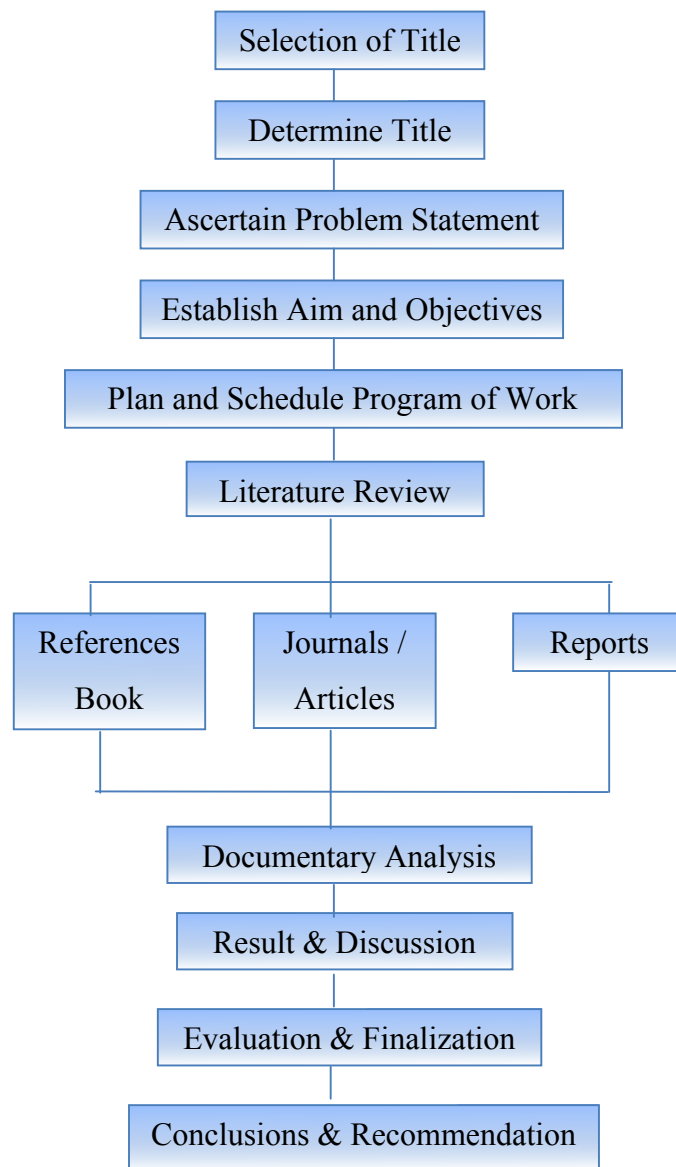 Selection of Title
Determine Title
Ascertain Problem Statement
Establish Aim and Objectives
Plan and Schedule Program of Work
Literature Review
References
Book
Journals /
Articles
Reports
Documentary Analysis
Result & Discussion
Evaluation & Finalization
Conclusions & Recommendation